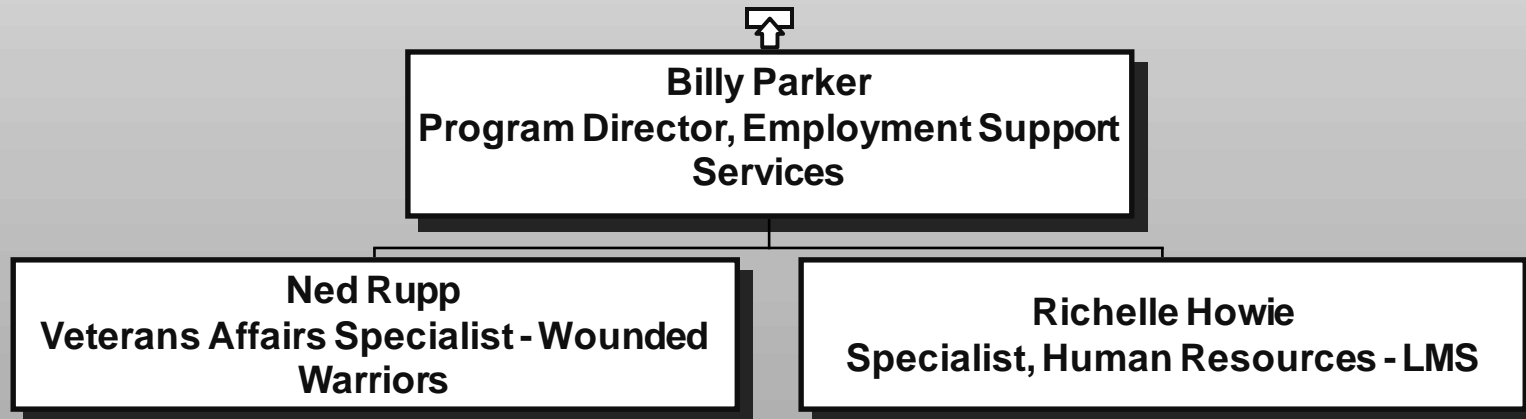 Billy Parker
Program Director, Employment Support
Services
Ned Rupp
Veterans Affairs Specialist - Wounded
Warriors
Richelle Howie
Specialist, Human Resources - LMS